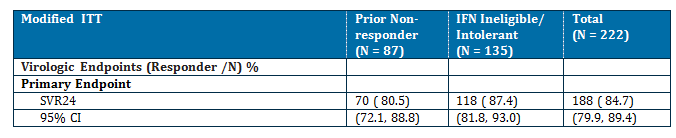 Modified ITT Prior Non-responder (N = 87) IFN Ineligible/ Intolerant (N = 135) Total (N = 222)
Virologic Endpoints (Responder /N) %
Primary Endpoint
SVR24 70 ( 80.5) 118 ( 87.4) 188 ( 84.7)
95% CI (72.1, 88.8) (81.8, 93.0) (79.9, 89.4)